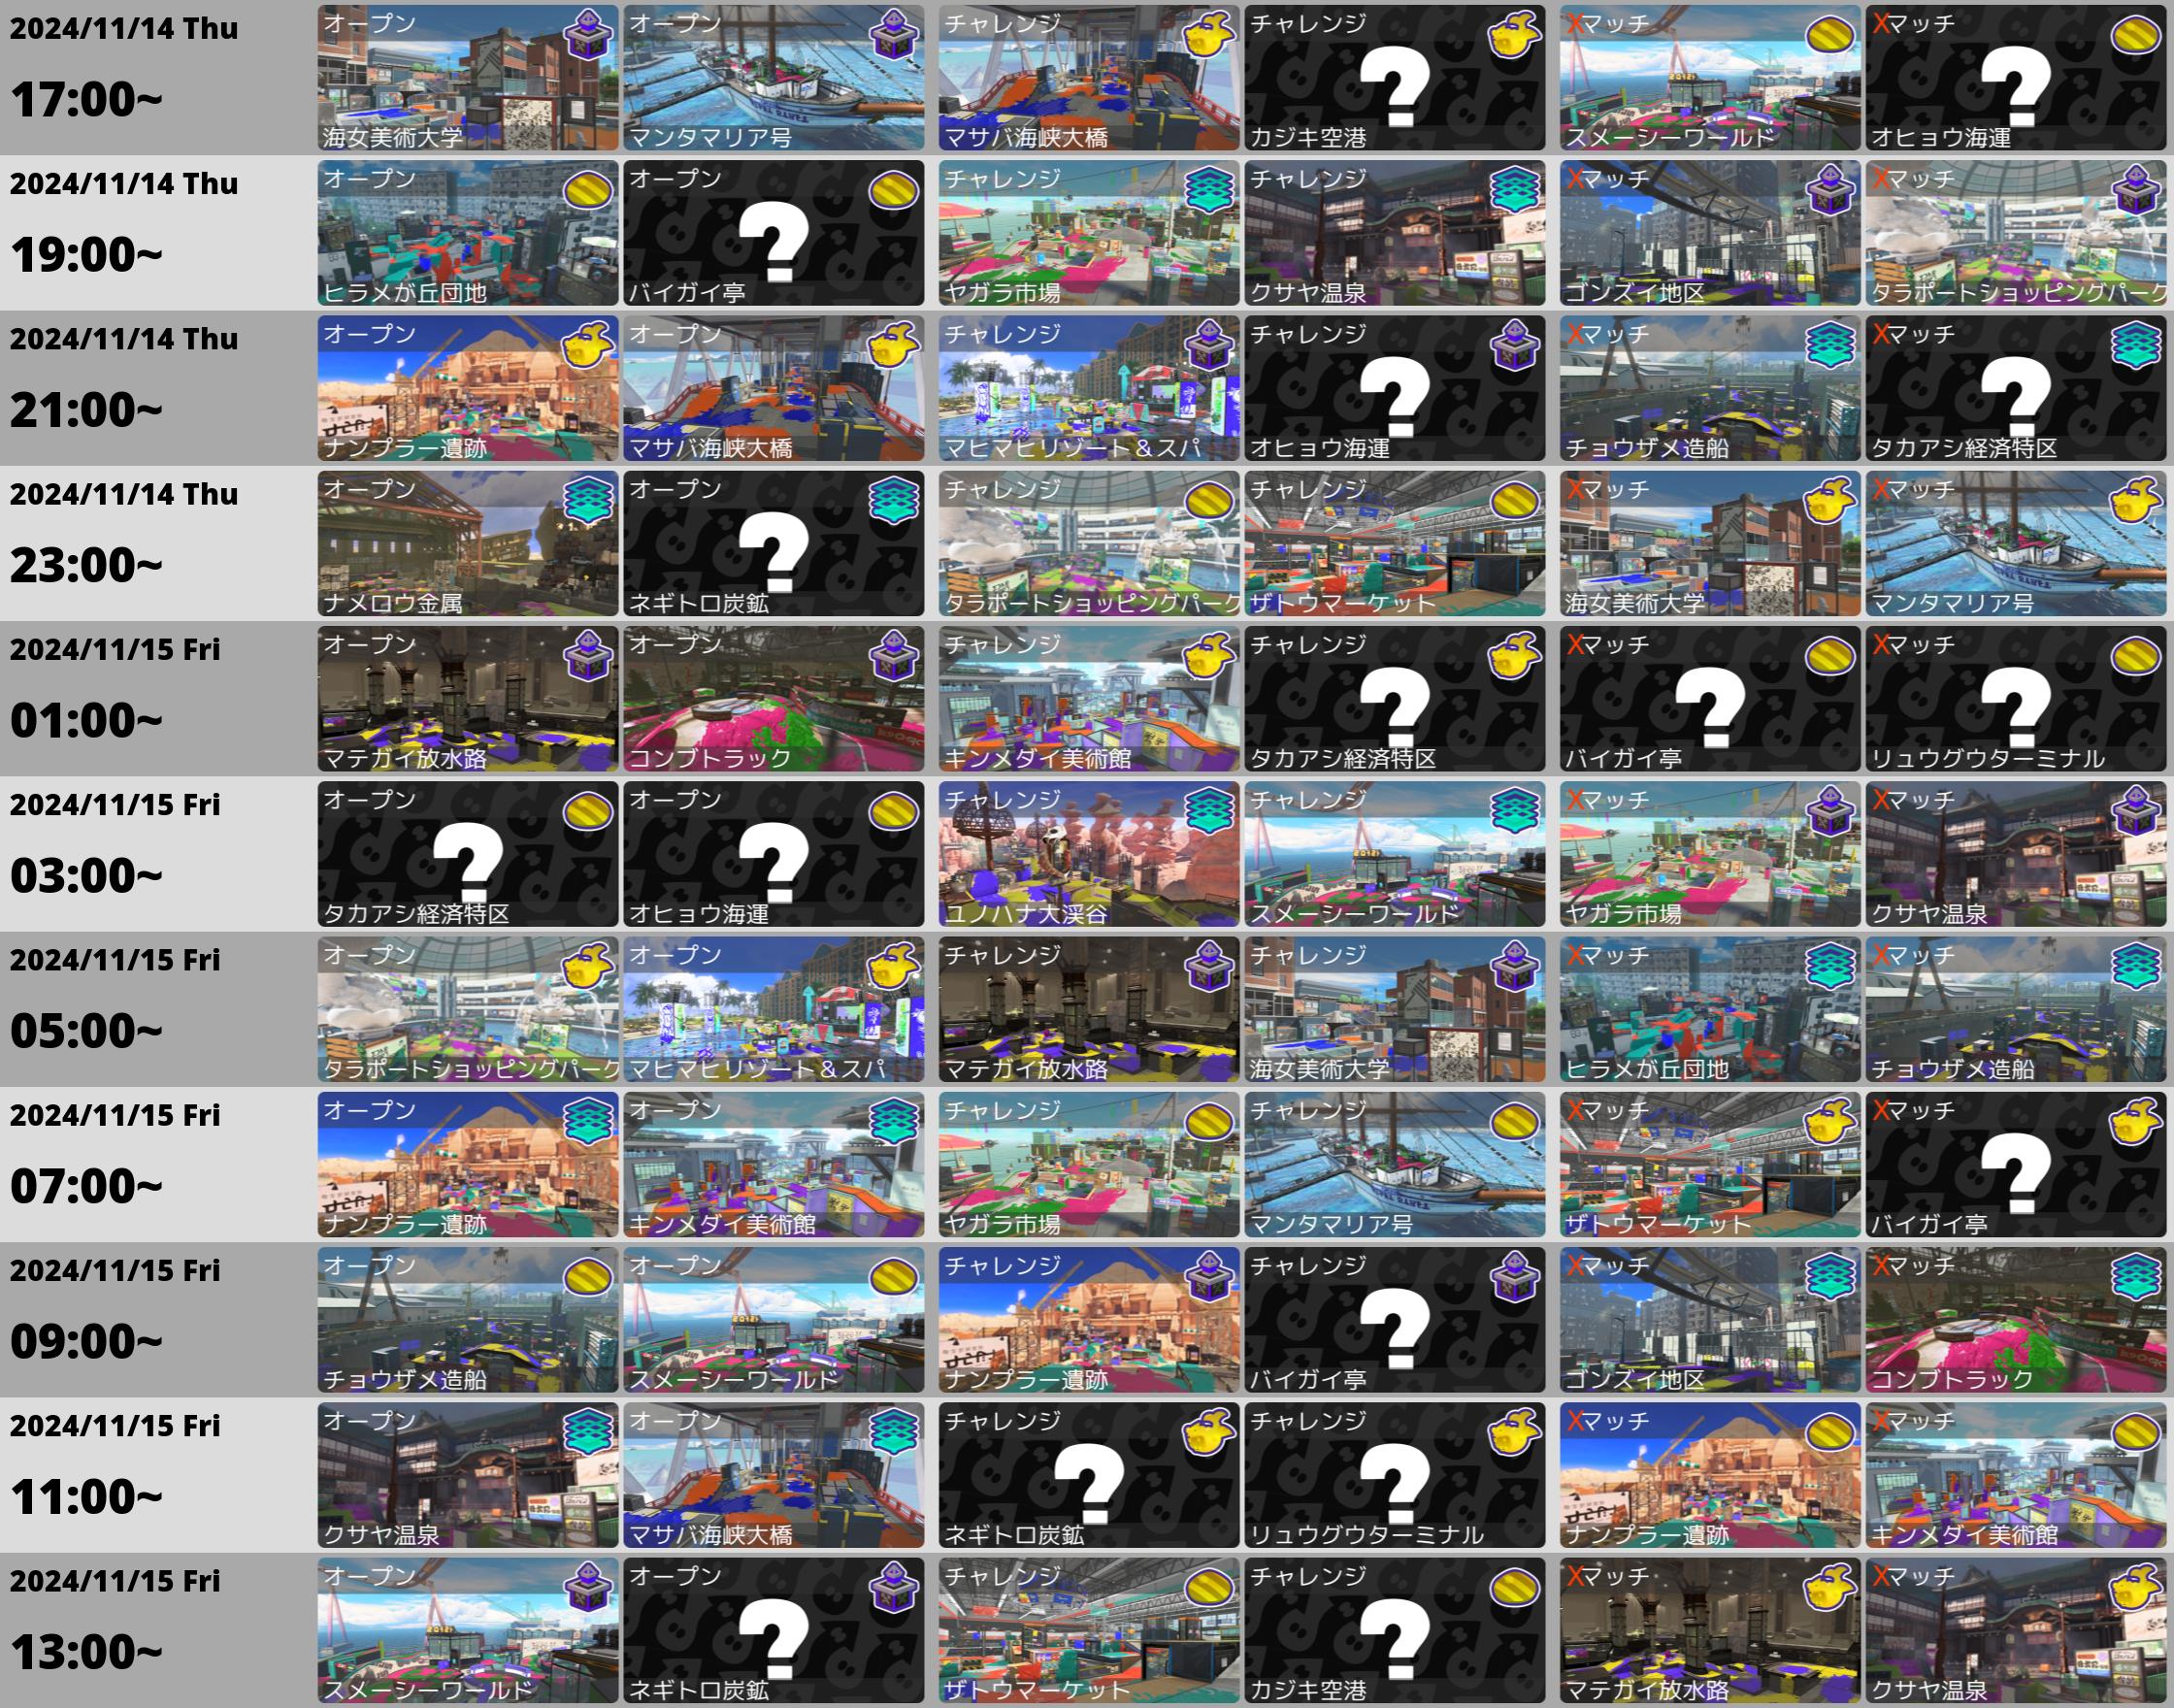 2024/11/14 Thu
17:00~
オープン オープン チャレンジ チャレンジ Xマッチ Xマッチ
海女美術大学 マンタマリア号 マサバ海峡大橋 カジキ空港 スメーシーワールド オヒョウ海運
2024/11/14 Thu
19:00~
オープン オープン チャレンジ チャレンジ Xマッチ Xマッチ
ヒラメが丘団地 バイガイ亭 ヤガラ市場 クサヤ温泉 ゴンズイ地区 タラポートショッピングパーク
2024/11/14 Thu
21:00~
オープン オープン チャレンジ チャレンジ Xマッチ Xマッチ
ナンプラー遺跡 マサバ海峡大橋 マヒマヒリゾート＆スパ オヒョウ海運 チョウザメ造船 タカアシ経済特区
2024/11/14 Thu
23:00~
オープン オープン チャレンジ チャレンジ Xマッチ Xマッチ
ナメロウ金属 ネギトロ炭鉱 タラポートショッピングパーク ザトウマーケット 海女美術大学 マンタマリア号
2024/11/15 Fri
01:00~
オープン オープン チャレンジ チャレンジ Xマッチ Xマッチ
マテガイ放水路 コンブトラック キンメダイ美術館 タカアシ経済特区 バイガイ亭 リュウグウターミナル
2024/11/15 Fri
03:00~
オープン オープン チャレンジ チャレンジ Xマッチ Xマッチ
タカアシ経済特区 オヒョウ海運 ユノハナ大渓谷 スメーシーワールド ヤガラ市場 クサヤ温泉
2024/11/15 Fri
05:00~
オープン オープン チャレンジ チャレンジ Xマッチ Xマッチ
タラポートショッピングパーク マヒマヒリゾート＆スパ マテガイ放水路 海女美術大学 ヒラメが丘団地 チョウザメ造船
2024/11/15 Fri
07:00~
オープン オープン チャレンジ チャレンジ Xマッチ Xマッチ
ナンプラー遺跡 キンメダイ美術館 ヤガラ市場 マンタマリア号 ザトウマーケット バイガイ亭
2024/11/15 Fri
09:00~
オープン オープン チャレンジ チャレンジ Xマッチ Xマッチ
チョウザメ造船 スメーシーワールド ナンプラー遺跡 バイガイ亭 ゴンズイ地区 コンブトラック
2024/11/15 Fri
11:00~
オープン オープン チャレンジ チャレンジ Xマッチ Xマッチ
クサヤ温泉 マサバ海峡大橋 ネギトロ炭鉱 リュウグウターミナル ナンプラー遺跡 キンメダイ美術館
2024/11/15 Fri
13:00~
オープン オープン チャレンジ チャレンジ Xマッチ Xマッチ
スメーシーワールド ネギトロ炭鉱 ザトウマーケット カジキ空港 マテガイ放水路 クサヤ温泉